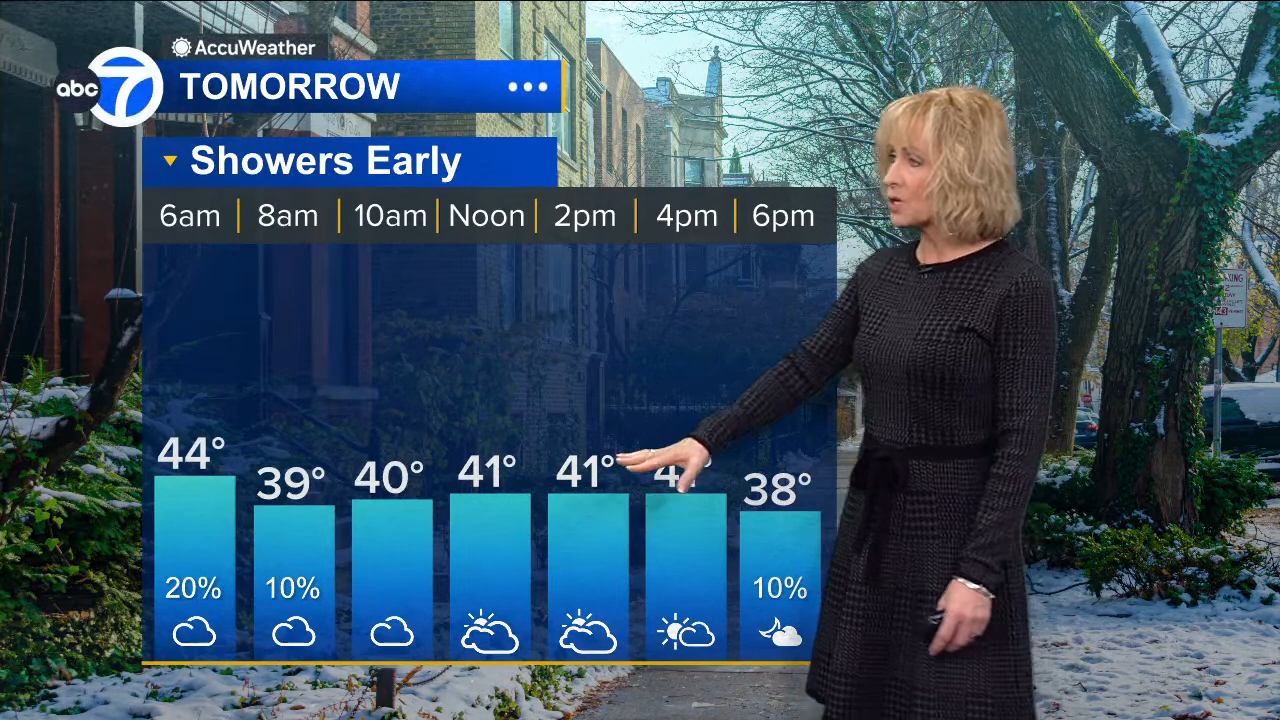 AccuWeather
abc 7
TOMORROW
Showers Early
6am 8am 10am Noon 2pm 4pm 6pm
44° 39° 40° 41° 41° 38°
20% 10% 10%